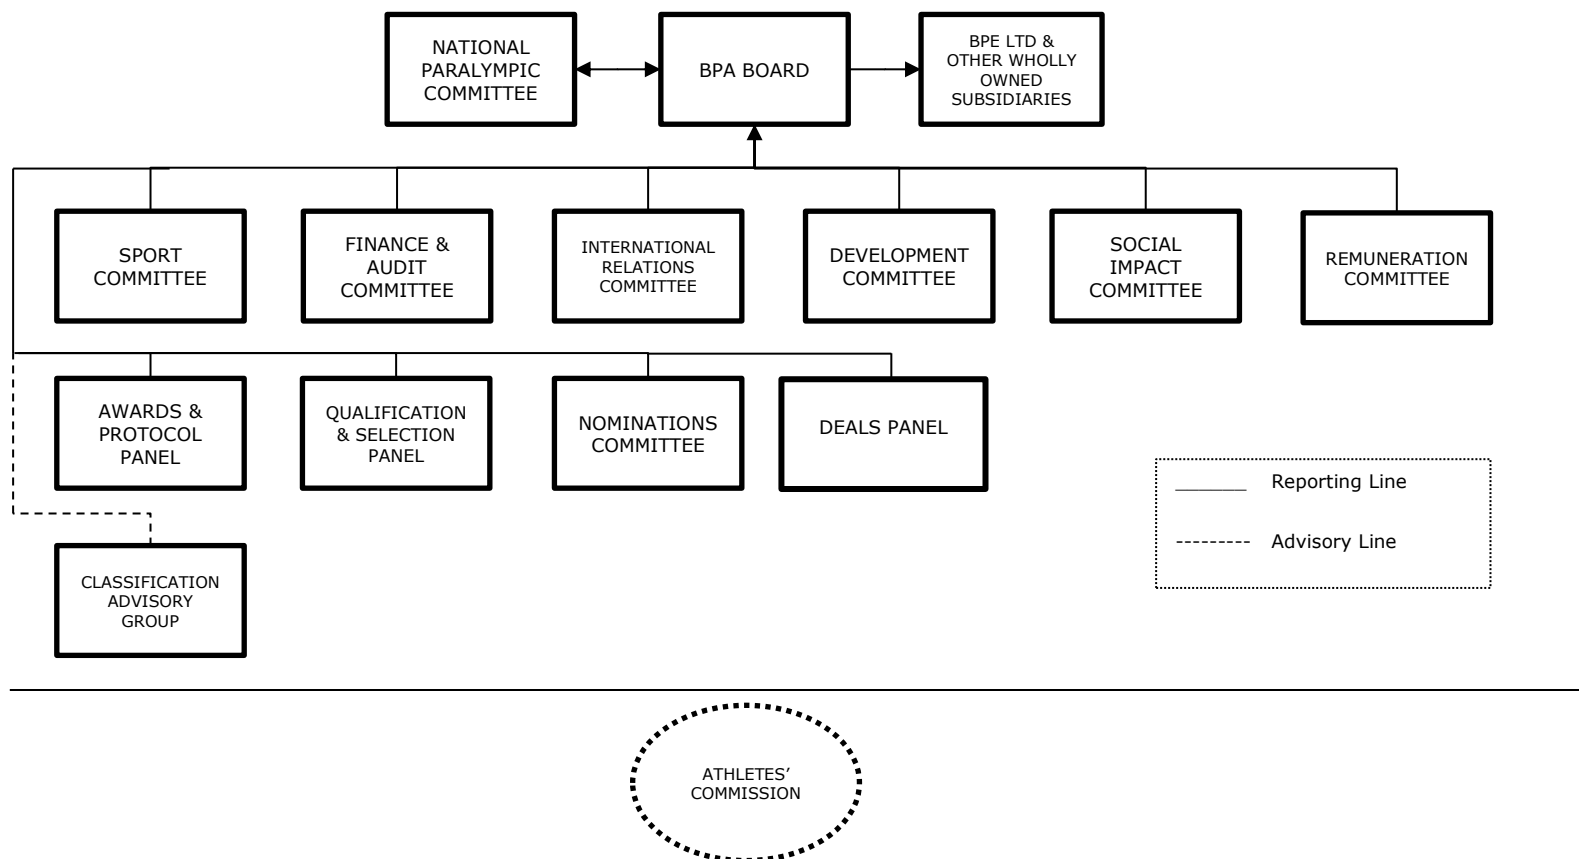 NATIONAL
PARALYMPIC
COMMITTEE
BPA BOARD
BPE LTD &
OTHER WHOLLY
OWNED
SUBSIDIARIES
SPORT
COMMITTEE
FINANCE &
AUDIT
COMMITTEE
INTERNATIONAL
RELATIONS
COMMITTEE
DEVELOPMENT
COMMITTEE
SOCIAL
IMPACT
COMMITTEE
REMUNERATION
COMMITTEE
AWARDS &
PROTOCOL
PANEL
QUALIFICATION
& SELECTION
PANEL
NOMINATIONS
COMMITTEE
DEALS PANEL
Reporting Line
Advisory Line
CLASSIFICATION
ADVISORY
GROUP
ATHLETES’
COMMISSION